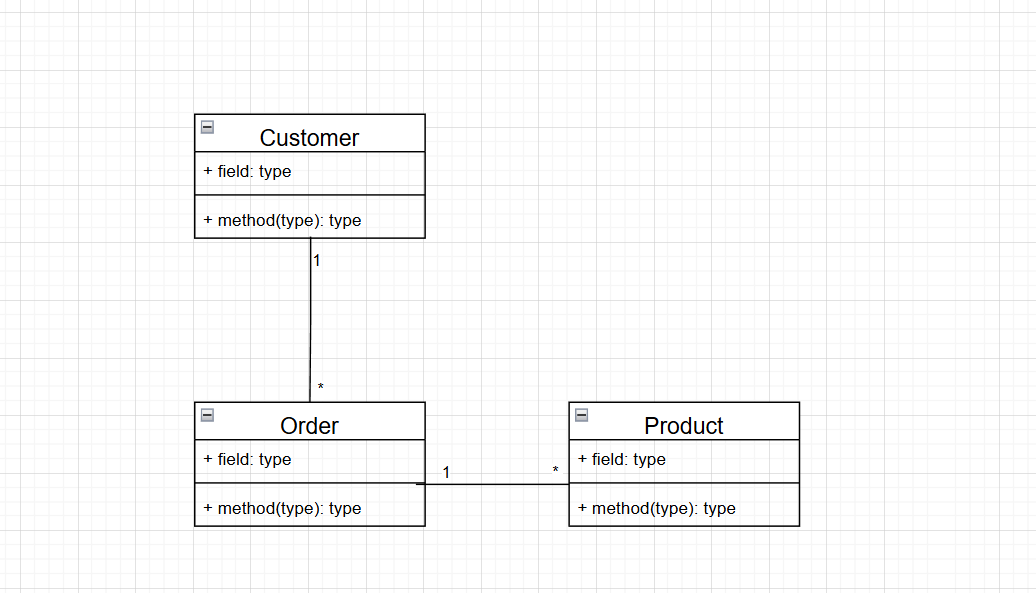 Customer
+ field: type
+ method(type): type
1
*
Order
+ field: type
+ method(type): type
1
*
Product
+ field: type
+ method(type): type